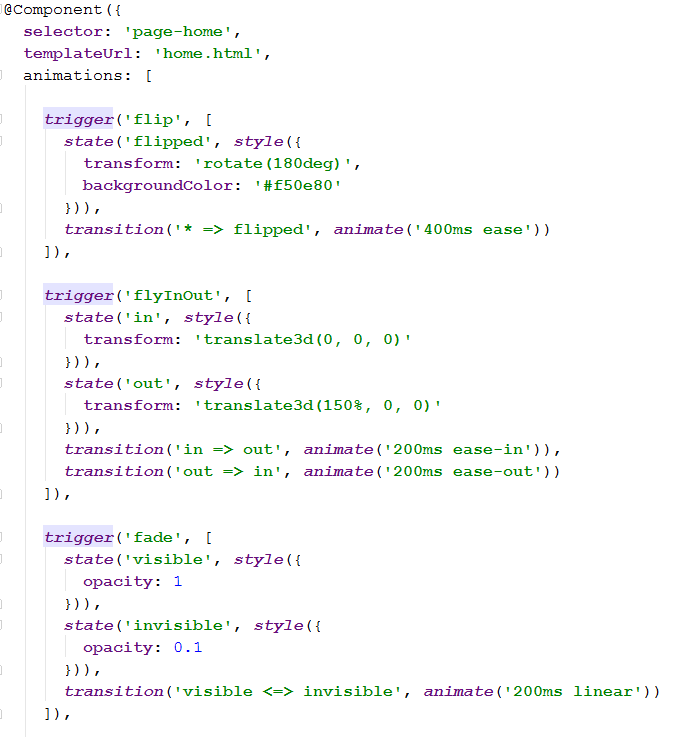 @Component({
  selector: 'page-home',
  templateUrl: 'home.html',
  animations: [
    trigger('flip', [
      state('flipped', style({
        transform: 'rotate(180deg)',
        backgroundColor: '#f50e80'
      })),
      transition('* => flipped', animate('400ms ease'))
    ]),
    trigger('flyInOut', [
      state('in', style({
        transform: 'translate3d(0, 0, 0)'
      })),
      state('out', style({
        transform: 'translate3d(150%, 0, 0)'
      })),
      transition('in => out', animate('200ms ease-in')),
      transition('out => in', animate('200ms ease-out'))
    ]),
    trigger('fade', [
      state('visible', style({
        opacity: 1
      })),
      state('invisible', style({
        opacity: 0.1
      })),
      transition('visible <=> invisible', animate('200ms linear'))
    ]),